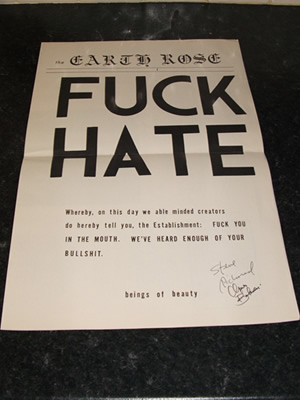 the EARTH ROSE
FUCK
HATE
Whereby, on this day we able minded creators
do hereby tell you, the Establishment: FUCK YOU
IN THE MOUTH. WE'VE HEARD ENOUGH OF YOUR
BULLSHIT.
beings of beauty